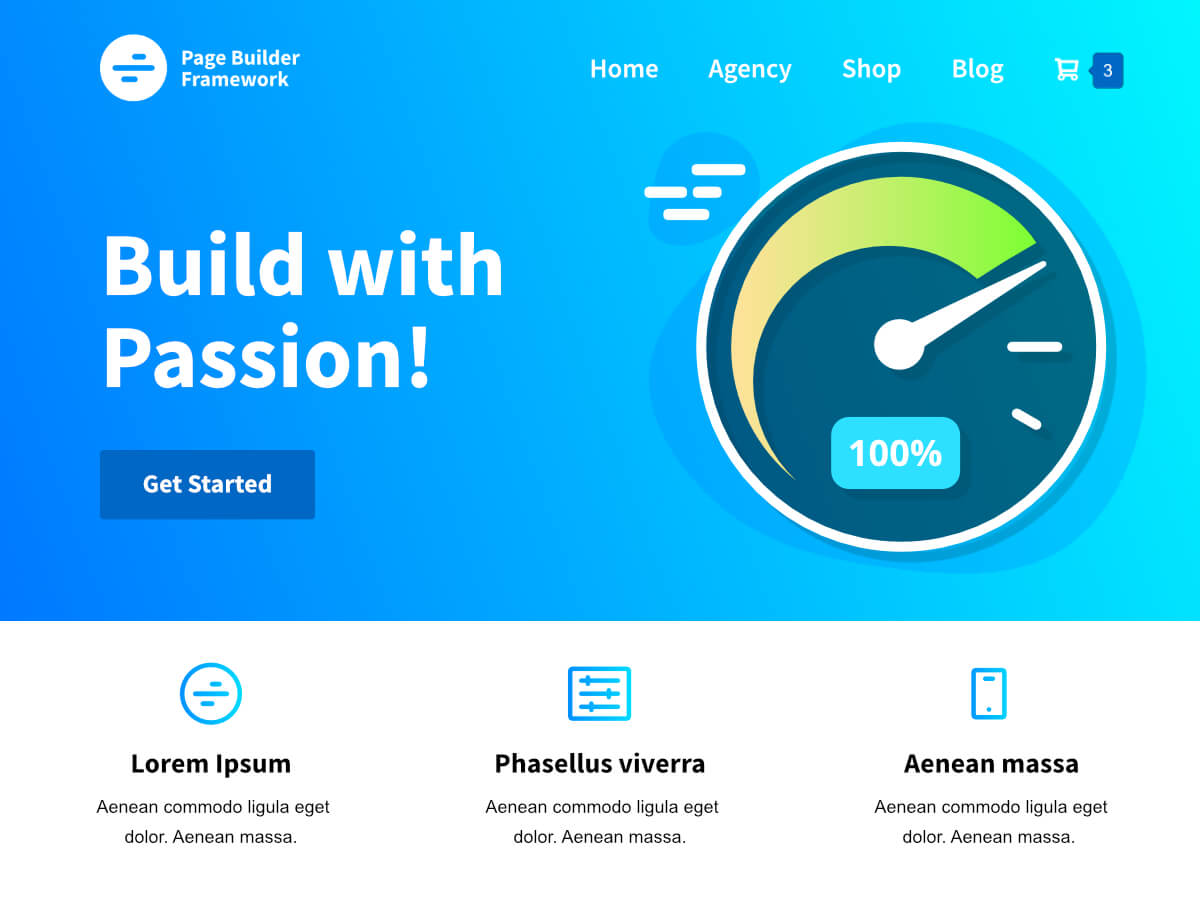 Page Builder
Framework
Home Agency Shop Blog 3
Build with
Passion!
Get Started
100%
Lorem Ipsum
Aenean commodo ligula eget
dolor. Aenean massa.
Phasellus viverra
Aenean commodo ligula eget
dolor. Aenean massa.
Aenean massa
Aenean commodo ligula eget
dolor. Aenean massa.